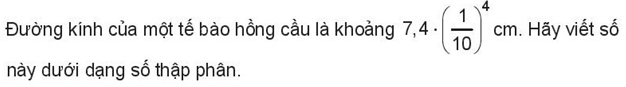 Đường kính của một tế bào hồng cầu là khoảng 7,4 · (1/10)⁴ cm. Hãy viết số
này dưới dạng số thập phân.